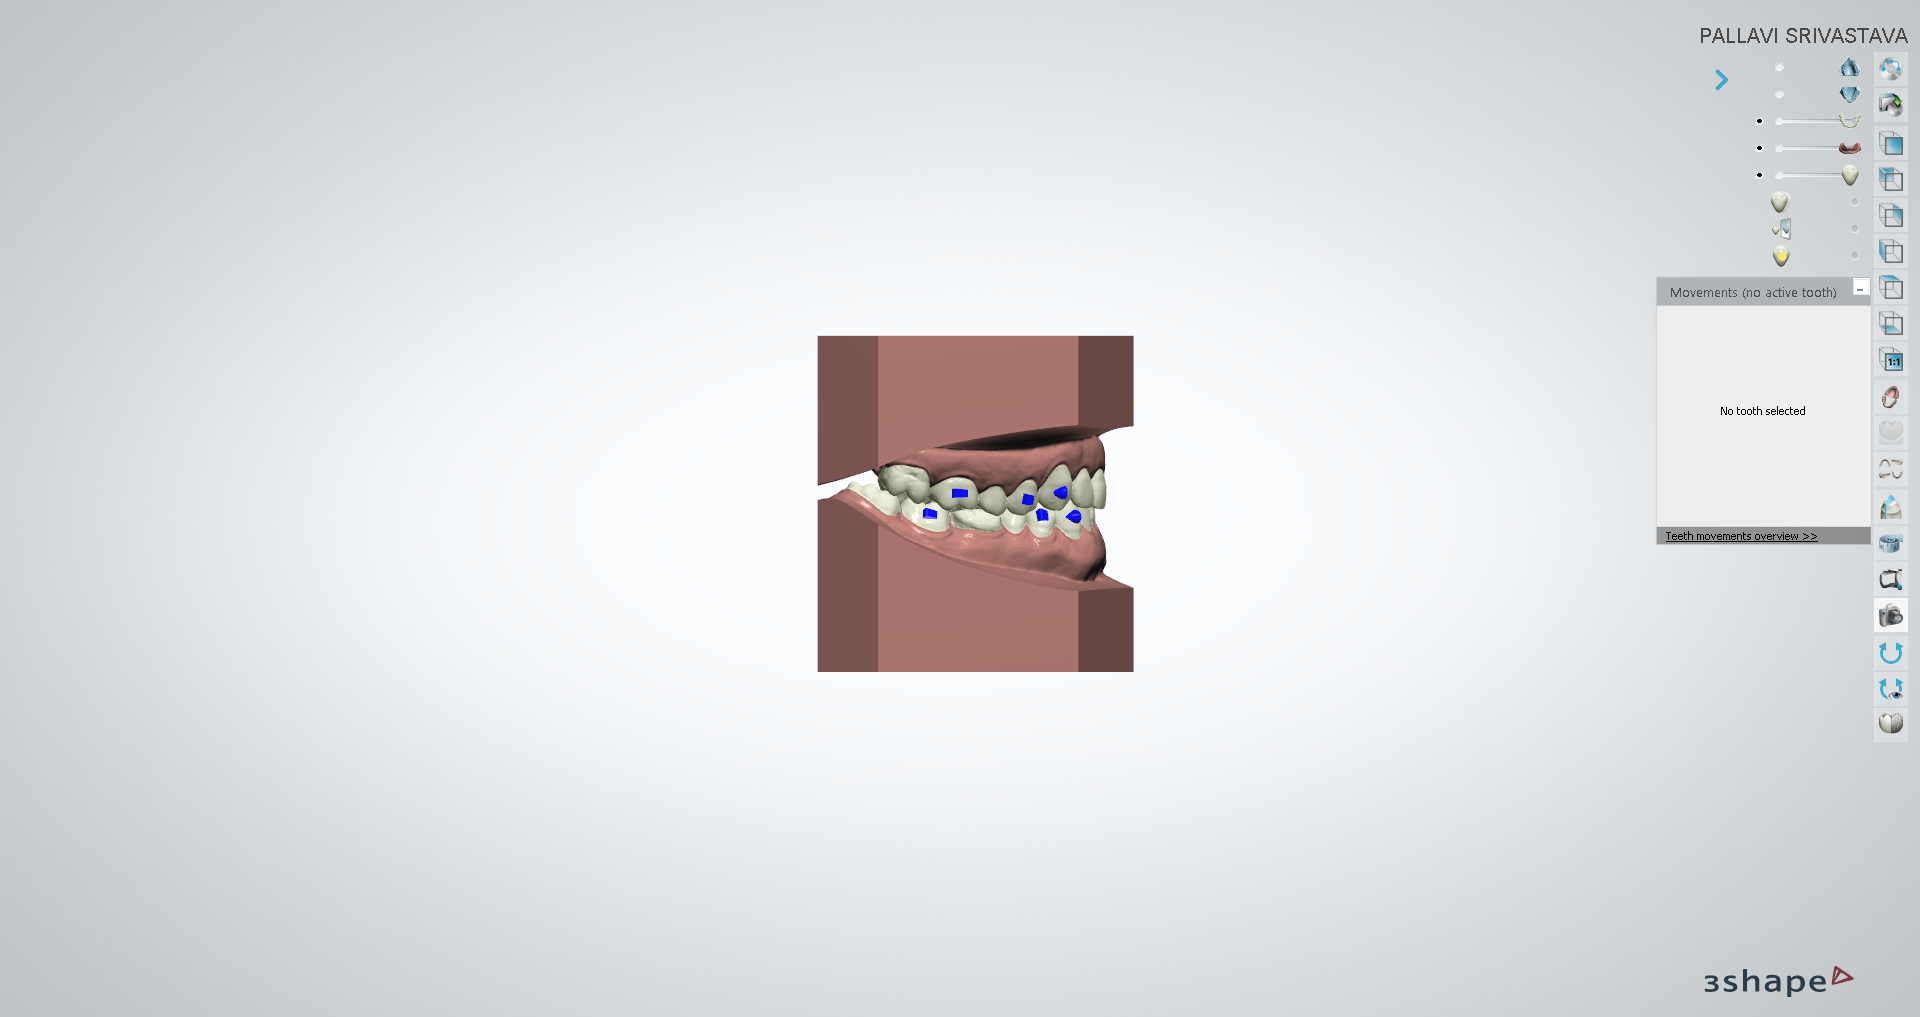 PALLAVI SRIVASTAVA
Movements (no active tooth)
No tooth selected
Teeth movements overview >>
1:1
3shape